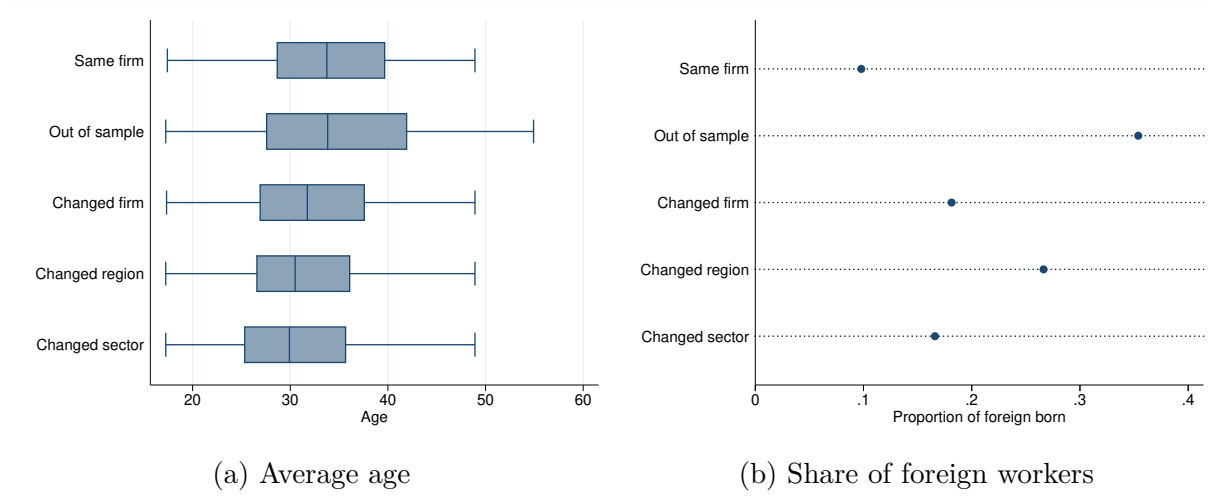 Same firm
Out of sample
Changed firm
Changed region
Changed sector
20 30 40 50 60
Age
(a) Average age
Same firm
Out of sample
Changed firm
Changed region
Changed sector
0 .1 .2 .3 .4
Proportion of foreign born
(b) Share of foreign workers